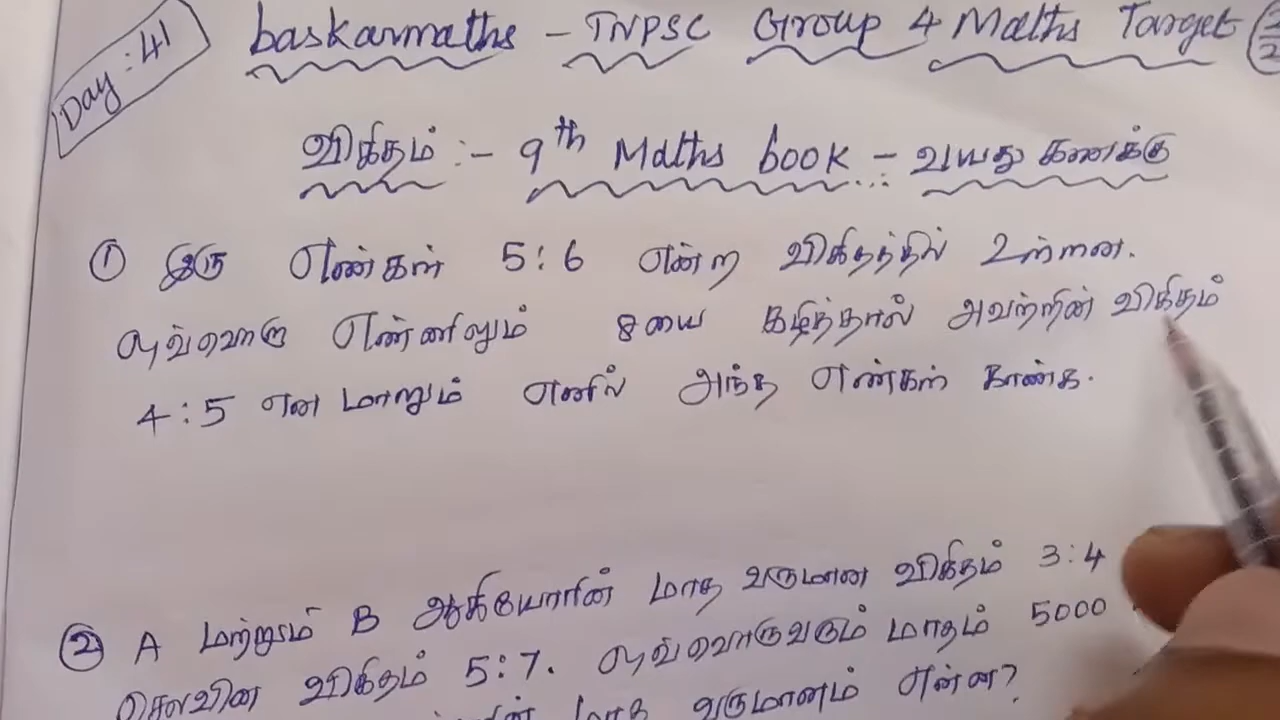 Day : 41
baskarmaths - TNPSC Group 4 Maths Target
விகிதம் :- 9th Maths book - வயது கணக்கு
① இரு எண்கள் 5:6 என்ற விகிதத்தில் உள்ளன.
ஒவ்வொரு எண்ணிலும் 8யை கழித்தால் அவற்றின் விகிதம்
4:5 என மாறும் எனில் அந்த எண்கள் காண்க.
② A மற்றும் B ஆகியோரின் மாத வருமான விகிதம் 3:4
செலவின விகிதம் 5:7. ஒவ்வொருவரும் மாதம் 5000
மாத வருமானம் என்ன?